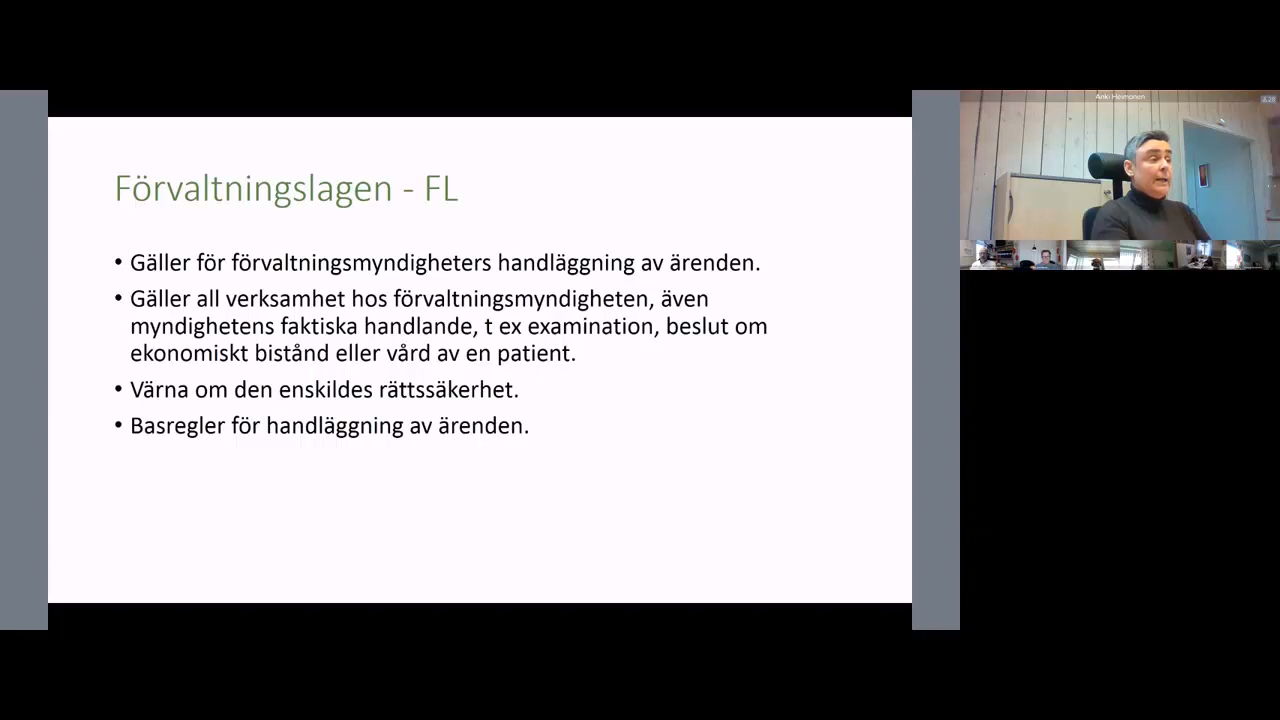 Förvaltningslagen - FL
• Gäller för förvaltningsmyndigheters handläggning av ärenden.
• Gäller all verksamhet hos förvaltningsmyndigheten, även
myndighetens faktiska handlande, t ex examination, beslut om
ekonomiskt bistånd eller vård av en patient.
• Värna om den enskildes rättssäkerhet.
• Basregler för handläggning av ärenden.
Anki Heimonen